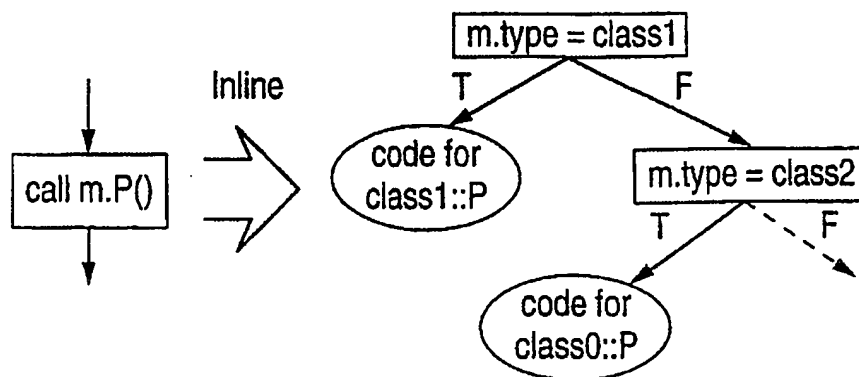 m.type = class1
Inline
T
F
code for
class1::P
call m.P()
m.type = class2
T
F
code for
class0::P